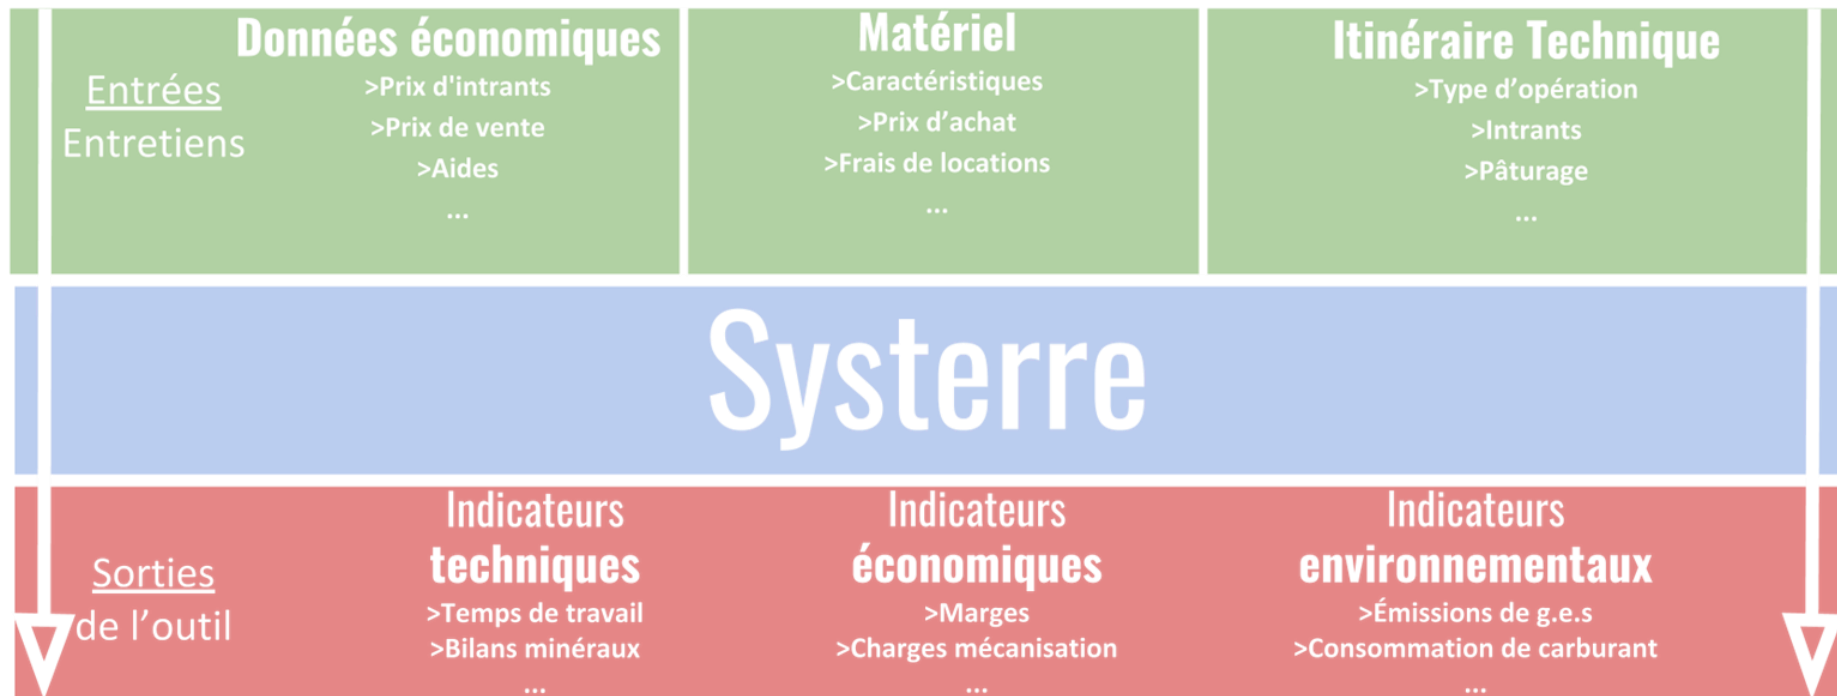 Entrées
Entretiens
Données économiques
>Prix d'intrants
>Prix de vente
>Aides
...
Matériel
>Caractéristiques
>Prix d’achat
>Frais de locations
...
Itinéraire Technique
>Type d’opération
>Intrants
>Pâturage
...
Systerre
Sorties
de l’outil
Indicateurs
techniques
>Temps de travail
>Bilans minéraux
...
Indicateurs
économiques
>Marges
>Charges mécanisation
...
Indicateurs
environnementaux
>Émissions de g.e.s
>Consommation de carburant
...